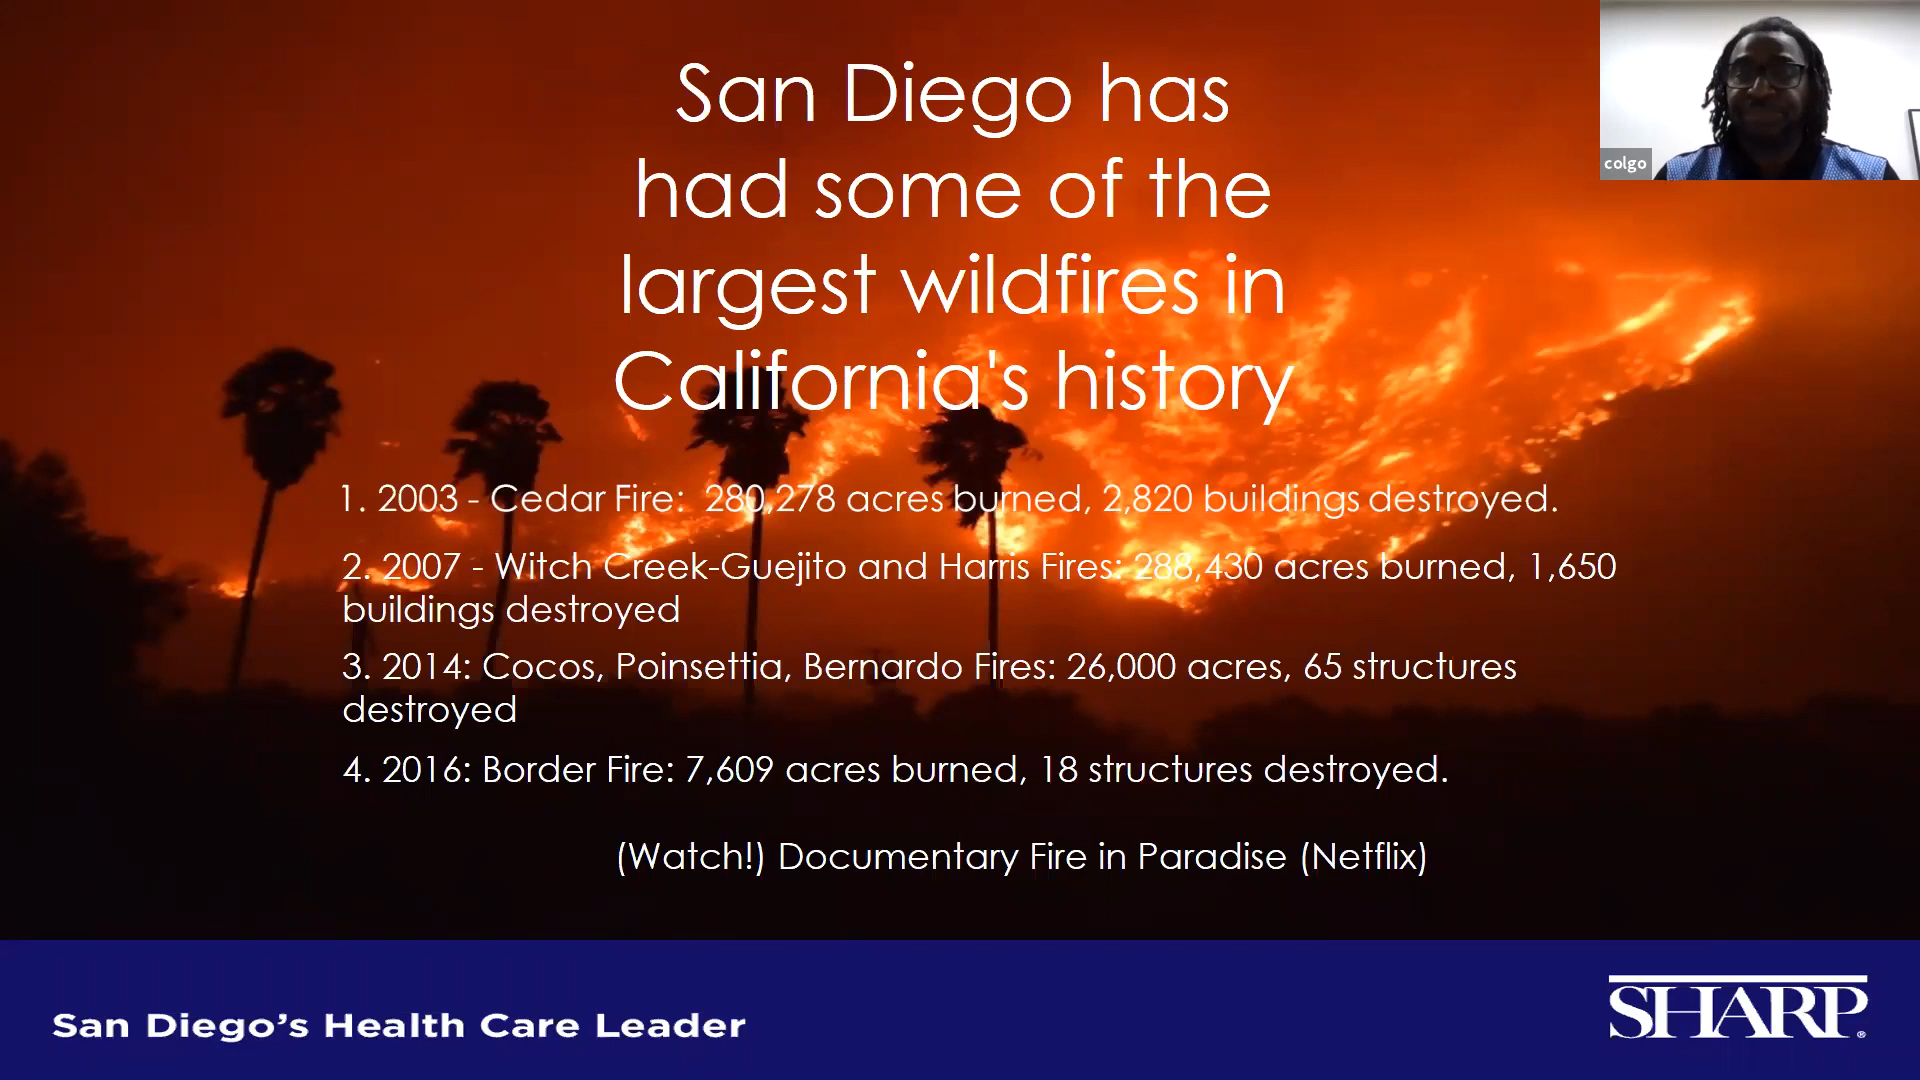 San Diego has
had some of the
largest wildfires in
California's history
colgo
1. 2003 - Cedar Fire:  280,278 acres burned, 2,820 buildings destroyed.
2. 2007 - Witch Creek-Guejito and Harris Fires: 288,430 acres burned, 1,650
buildings destroyed
3. 2014: Cocos, Poinsettia, Bernardo Fires: 26,000 acres, 65 structures
destroyed
4. 2016: Border Fire: 7,609 acres burned, 18 structures destroyed.
(Watch!) Documentary Fire in Paradise (Netflix)
San Diego’s Health Care Leader
SHARP®